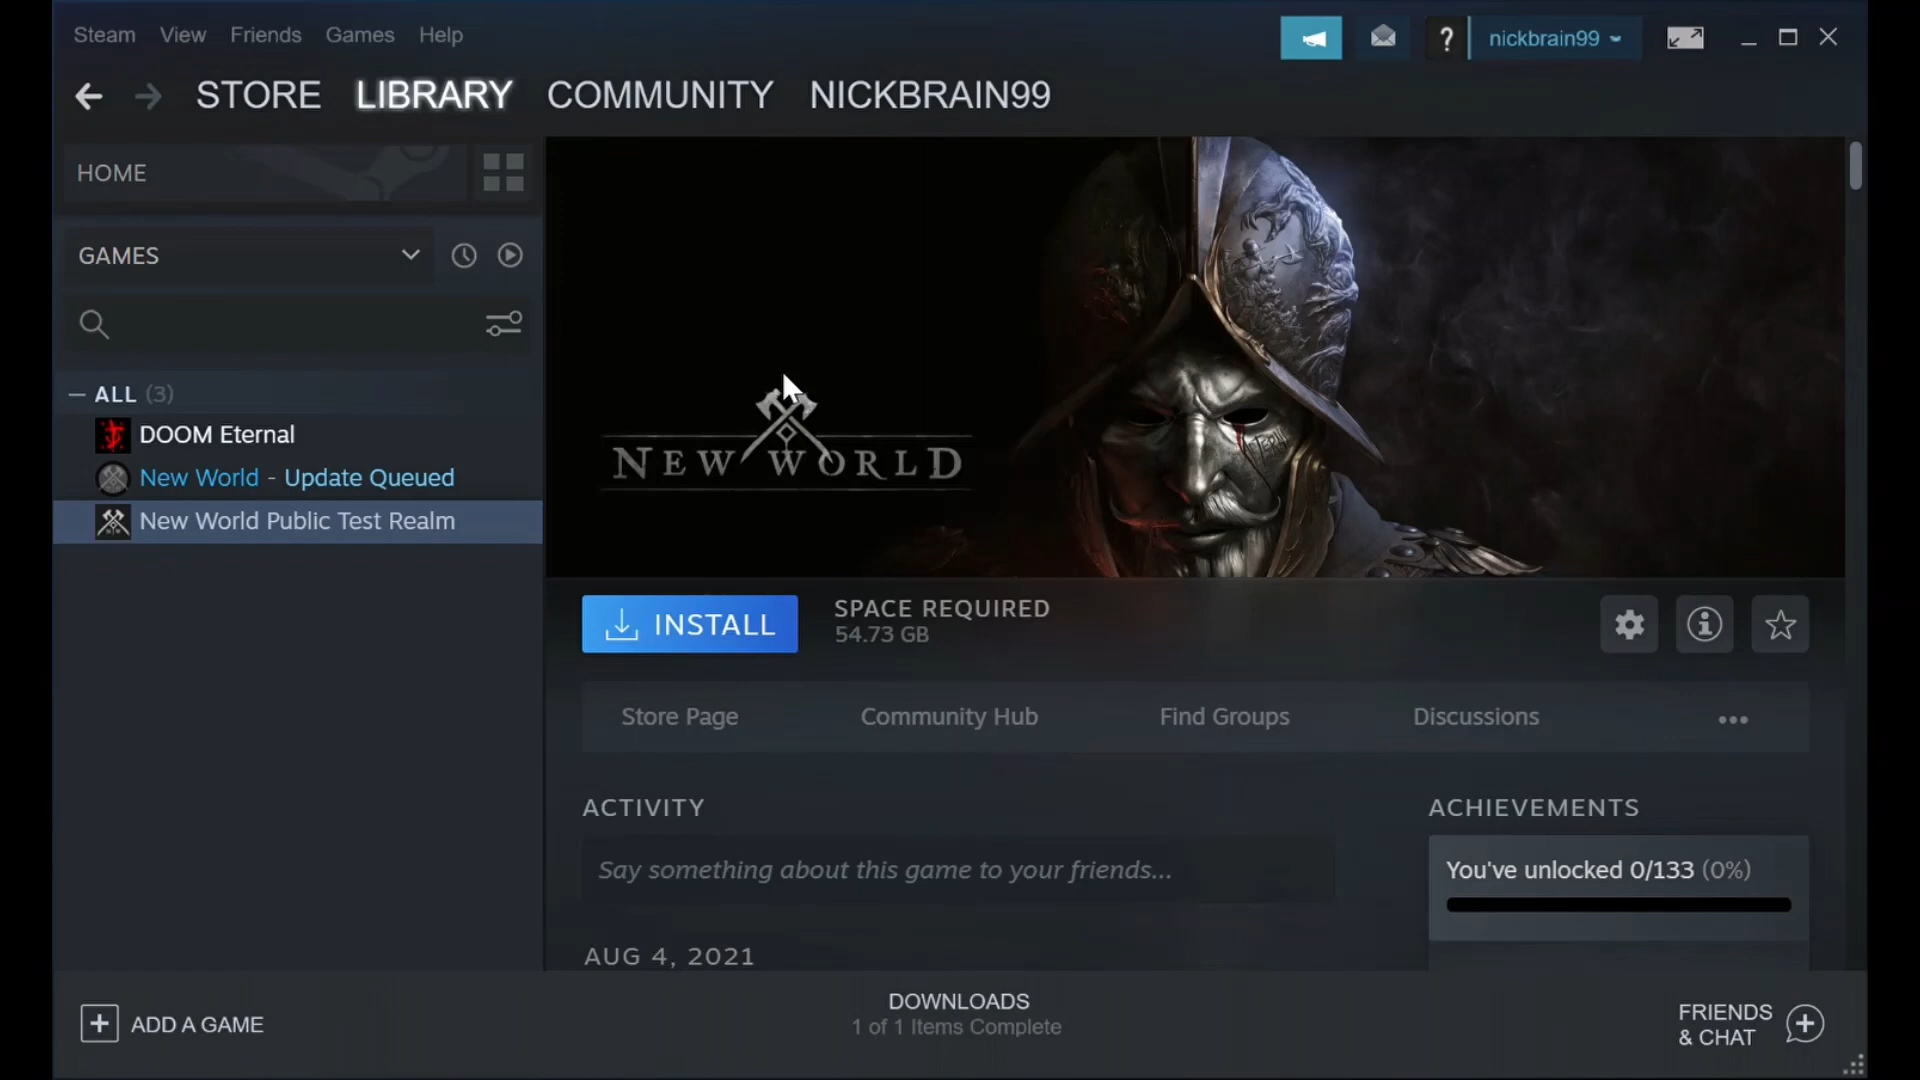 Steam View Friends Games Help
? nickbrain99
STORE LIBRARY COMMUNITY NICKBRAIN99
HOME
GAMES
ALL (3)
DOOM Eternal
New World - Update Queued
New World Public Test Realm
NEW WORLD
INSTALL
SPACE REQUIRED
54.73 GB
Store Page Community Hub Find Groups Discussions
ACTIVITY
Say something about this game to your friends...
AUG 4, 2021
ACHIEVEMENTS
You've unlocked 0/133 (0%)
ADD A GAME
DOWNLOADS
1 of 1 Items Complete
FRIENDS
& CHAT